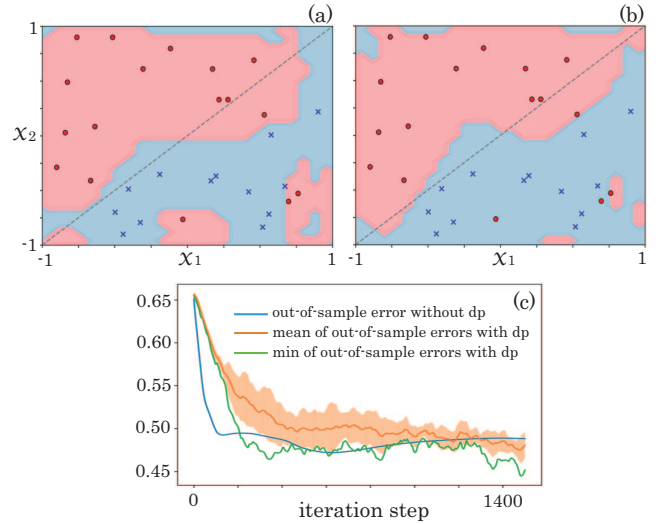 (a)
(b)
1
x2
-1
-1
x1
1
-1
x1
1
(c)
0.65
0.55
0.50
0.45
out-of-sample error without dp
mean of out-of-sample errors with dp
min of out-of-sample errors with dp
0
1400
iteration step